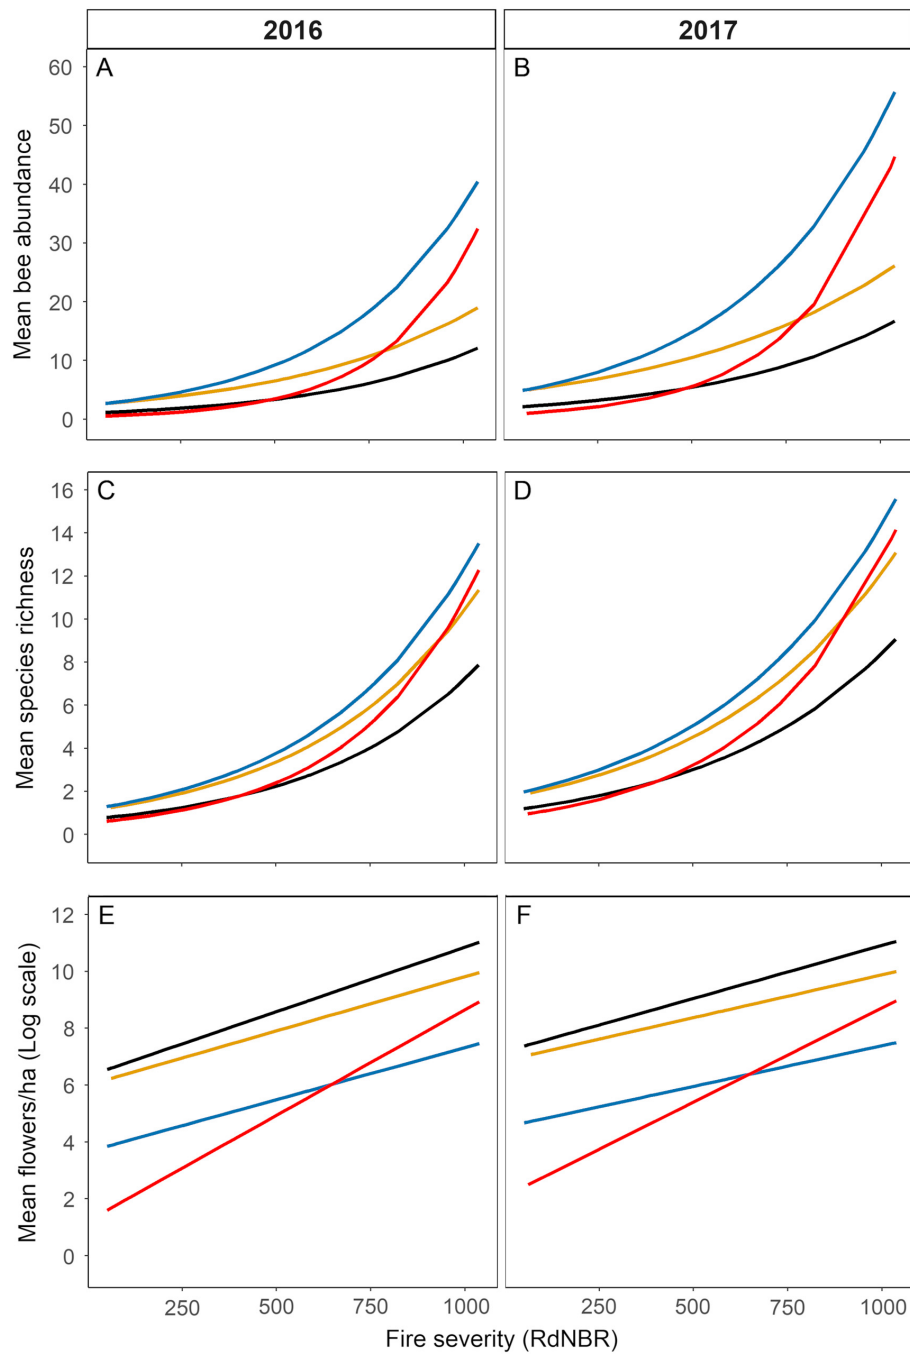 2016
2017
A
B
60
50
40
30
20
10
0
Mean bee abundance
C
D
16
14
12
10
8
6
4
2
0
Mean species richness
E
F
12
10
8
6
4
2
0
Mean flowers/ha (Log scale)
250 500 750 1000
250 500 750 1000
Fire severity (RdNBR)